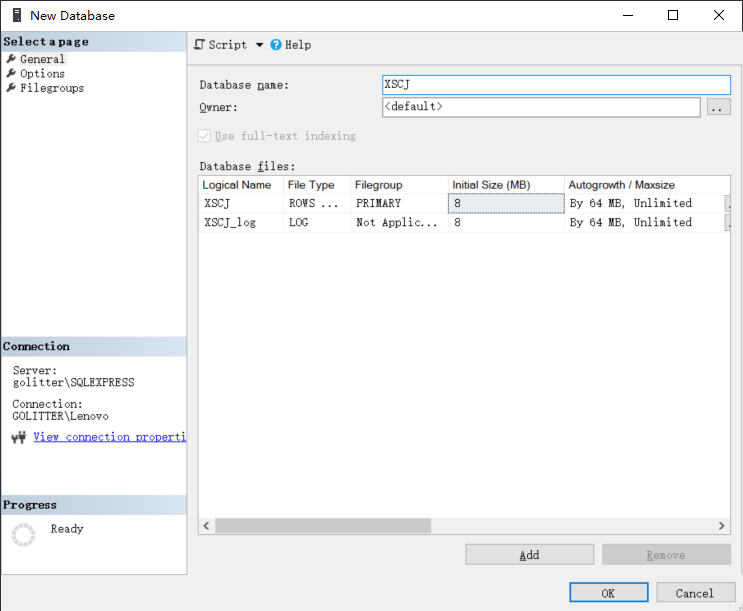 New Database
Select a page
General
Options
Filegroups
Script
Help
Database name:
XSCJ
Owner:
<default>
..
Use full-text indexing
Database files:
Logical Name File Type Filegroup Initial Size (MB) Autogrowth / Maxsize
XSCJ ROWS ... PRIMARY 8 By 64 MB, Unlimited
XSCJ_log LOG Not Applic... 8 By 64 MB, Unlimited
Connection
Server:
golitter\SQLEXPRESS
Connection:
GOLITTER\Lenovo
View connection properti
Progress
Ready
Add
Remove
OK
Cancel